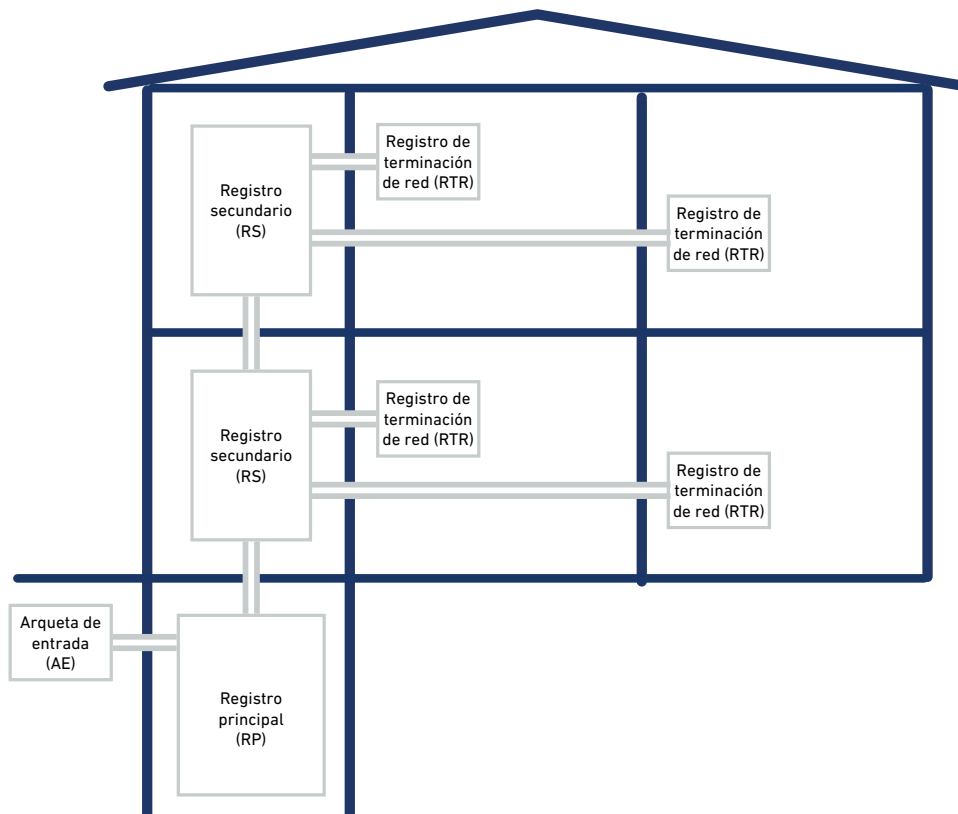 Registro
secundario
(RS)
Registro de
terminación
de red (RTR)
Registro de
terminación
de red (RTR)
Registro
secundario
(RS)
Registro de
terminación
de red (RTR)
Registro de
terminación
de red (RTR)
Arqueta de
entrada
(AE)
Registro
principal
(RP)